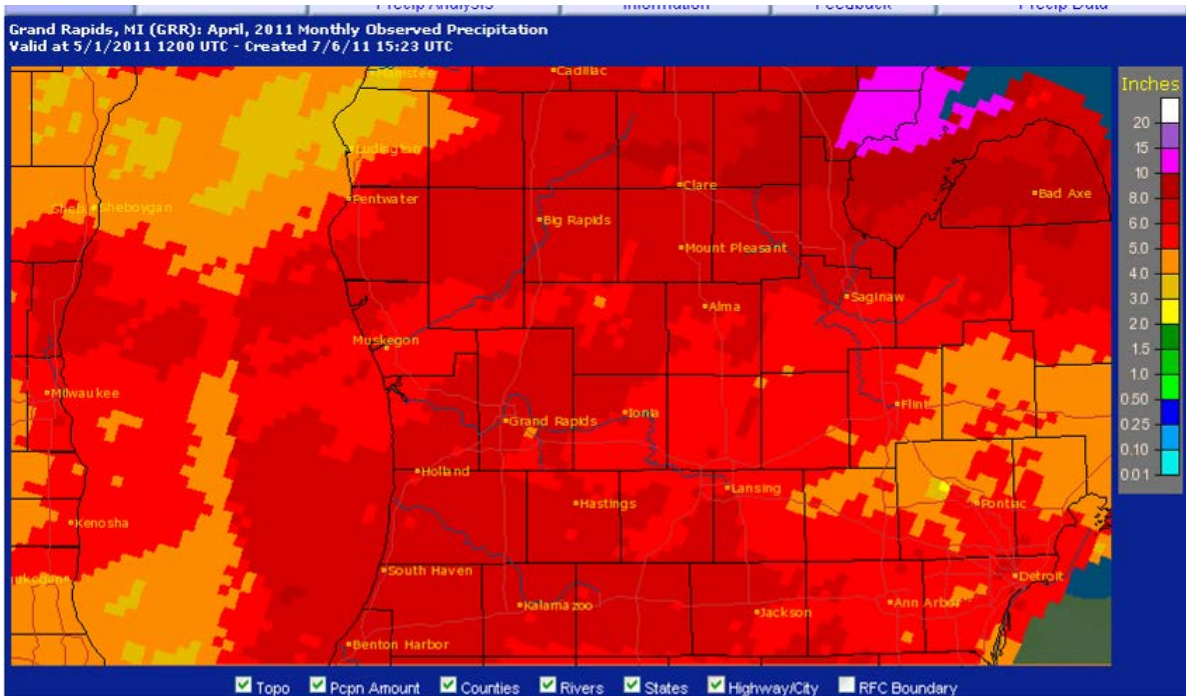 Precip Analysis
Information
Feedback
Precip Data
Grand Rapids, MI (GRR): April, 2011 Monthly Observed Precipitation
Valid at 5/1/2011 1200 UTC - Created 7/6/11 15:23 UTC
Manistee
Cadillac
Ludington
Clare
Bad Axe
Pentwater
Sheb
Sheboygan
Big Rapids
Mount Pleasant
Saginaw
Alma
Muskegon
Milwaukee
Flint
Ionia
Grand Rapids
Holland
Lansing
Hastings
Pontiac
Kenosha
South Haven
Detroit
Kalamazoo
Ann Arbor
Jackson
Benton Harbor
Inches
20
15
10
8.0
6.0
5.0
4.0
3.0
2.0
1.5
1.0
0.50
0.25
0.10
0.01
Topo Pcpn Amount Counties Rivers States Highway/City RFC Boundary